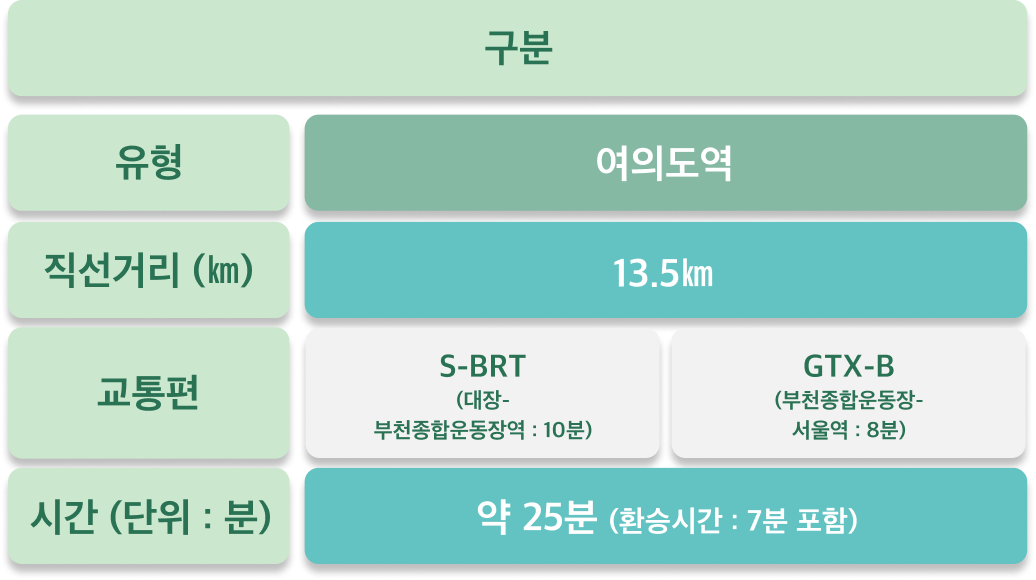 구분
유형
여의도역
직선거리 (㎞)
13.5㎞
교통편
S-BRT
(대장-
부천종합운동장역 : 10분)
GTX-B
(부천종합운동장-
서울역 : 8분)
시간 (단위 : 분)
약 25분 (환승시간 : 7분 포함)